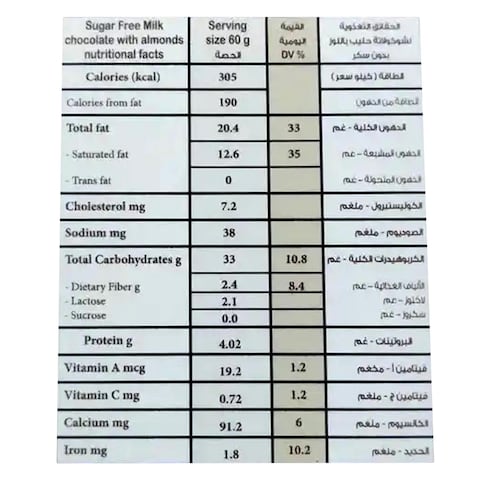 Sugar Free Milk chocolate with almonds nutritional facts | Serving size 60 g الحصة | القيمة اليومية DV % | الحقائق التغذوية لشوكولاتة حليب باللوز بدون سكر
Calories (kcal) 305 الطاقة (كيلو سعر)
Calories from fat 190 الطاقة من الدهون
Total fat 20.4 33 الدهون الكلية - غم
- Saturated fat 12.6 35 الدهون المشبعة - غم
- Trans fat 0 الدهون المتحولة - غم
Cholesterol mg 7.2 الكوليستيرول - ملغم
Sodium mg 38 الصوديوم - ملغم
Total Carbohydrates g 33 10.8 الكربوهيدرات الكلية - غم
- Dietary Fiber g 2.4 8.4 الألياف الغذائية - غم
- Lactose 2.1 لاكتوز - غم
- Sucrose 0.0 سكروز - غم
Protein g 4.02 البروتينات - غم
Vitamin A mcg 19.2 1.2 فيتامين أ - مكغم
Vitamin C mg 0.72 1.2 فيتامين ج - ملغم
Calcium mg 91.2 6 الكالسيوم - ملغم
Iron mg 1.8 10.2 الحديد - ملغم